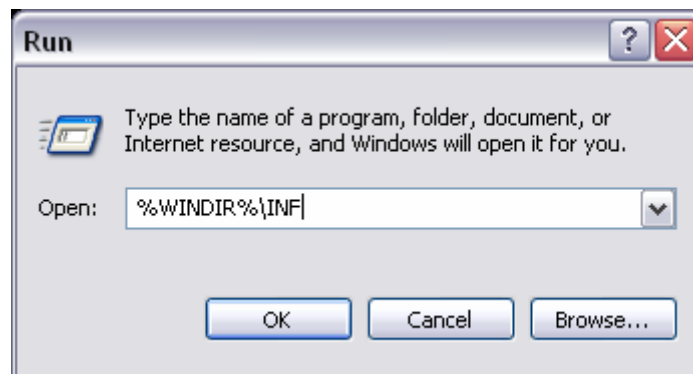 Run
Type the name of a program, folder, document, or
Internet resource, and Windows will open it for you.
Open: %WINDIR%\INF
OK Cancel Browse...